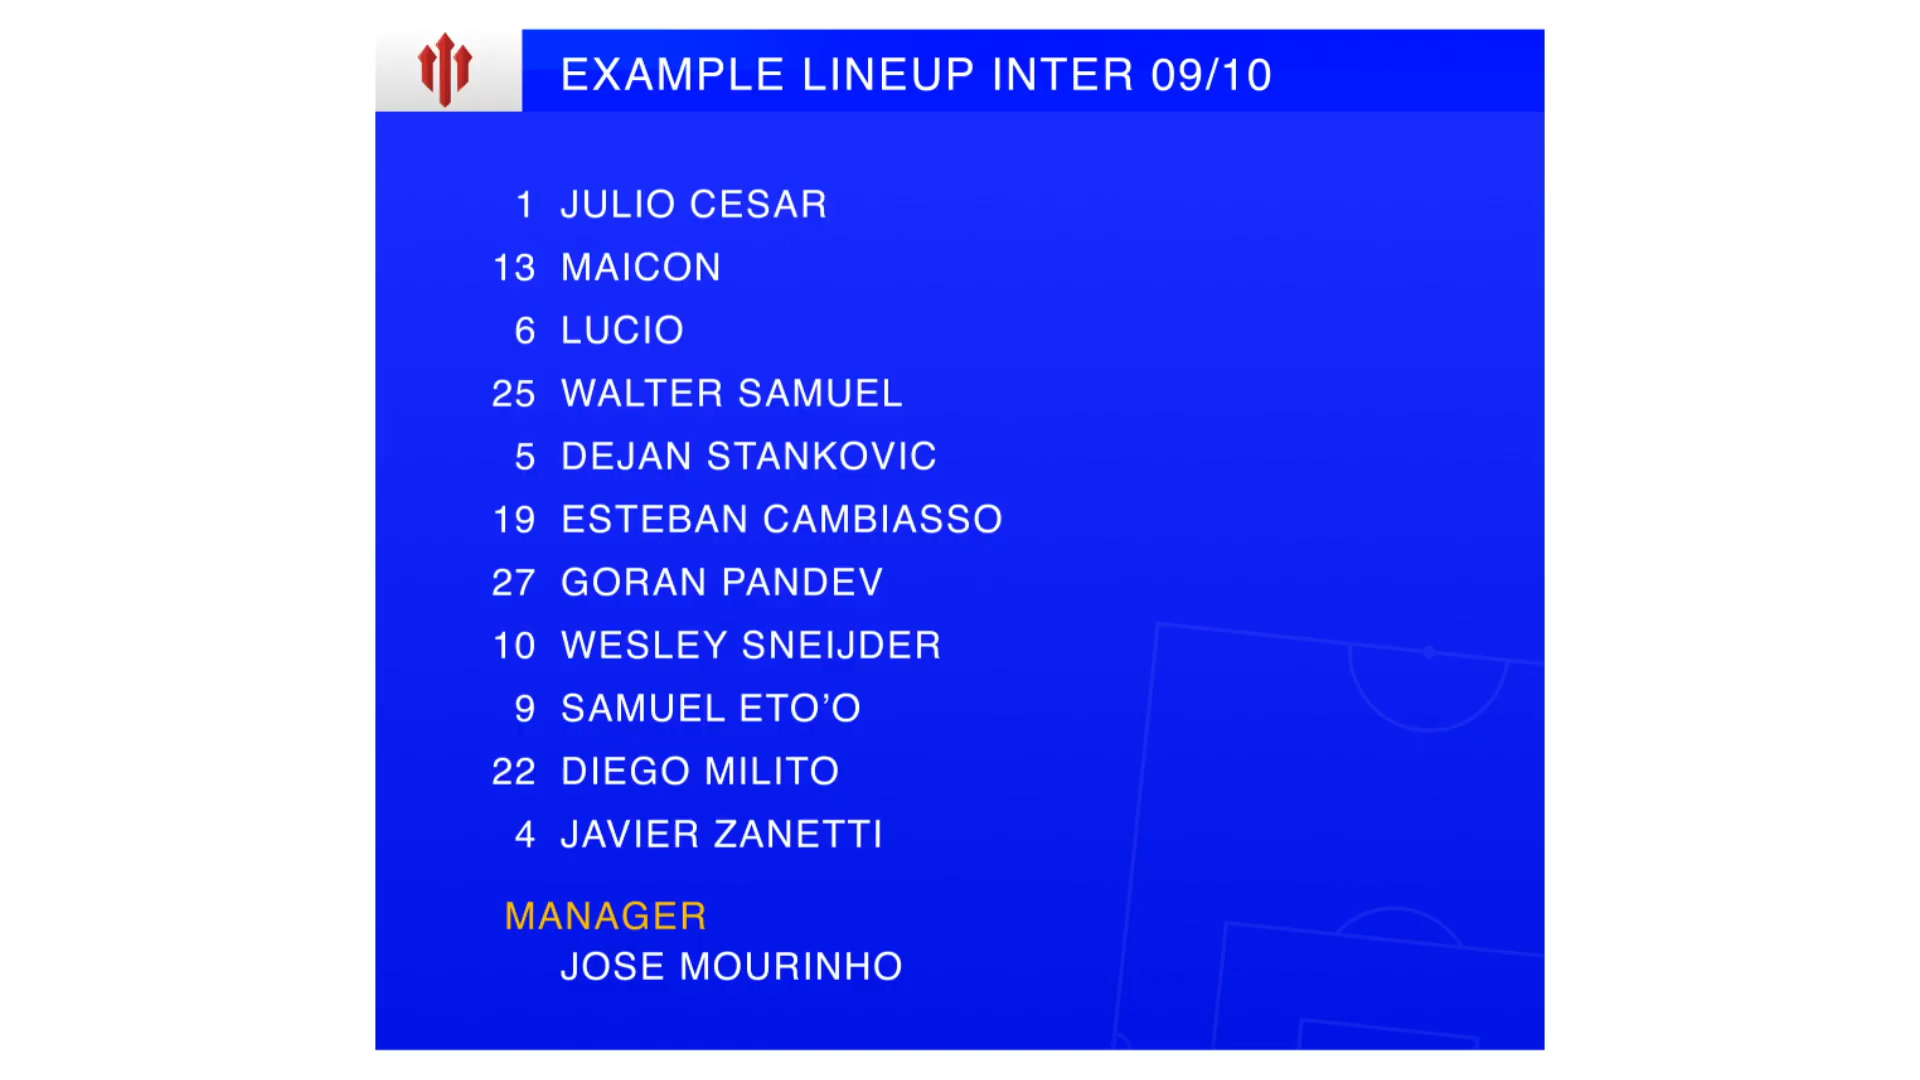 EXAMPLE LINEUP INTER 09/10
1 JULIO CESAR
13 MAICON
6 LUCIO
25 WALTER SAMUEL
5 DEJAN STANKOVIC
19 ESTEBAN CAMBIASSO
27 GORAN PANDEV
10 WESLEY SNEIJDER
9 SAMUEL ETO’O
22 DIEGO MILITO
4 JAVIER ZANETTI
MANAGER
JOSE MOURINHO